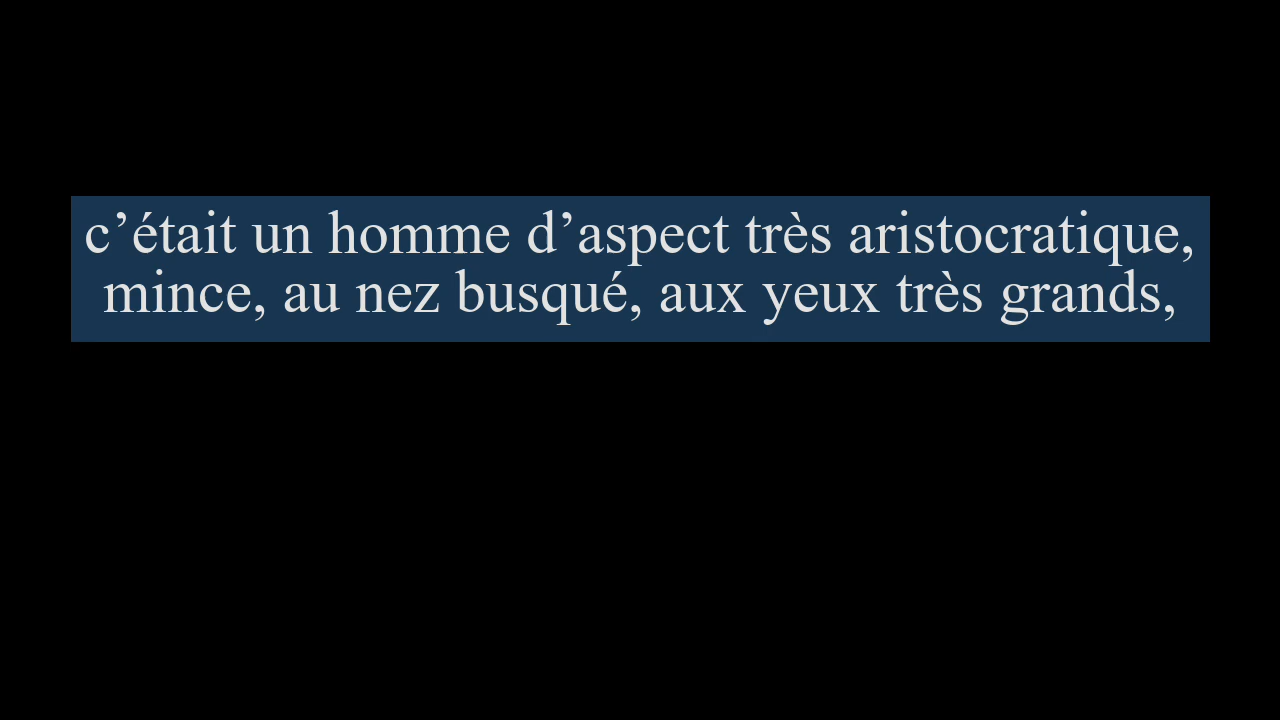 c’était un homme d’aspect très aristocratique,
mince, au nez busqué, aux yeux très grands,